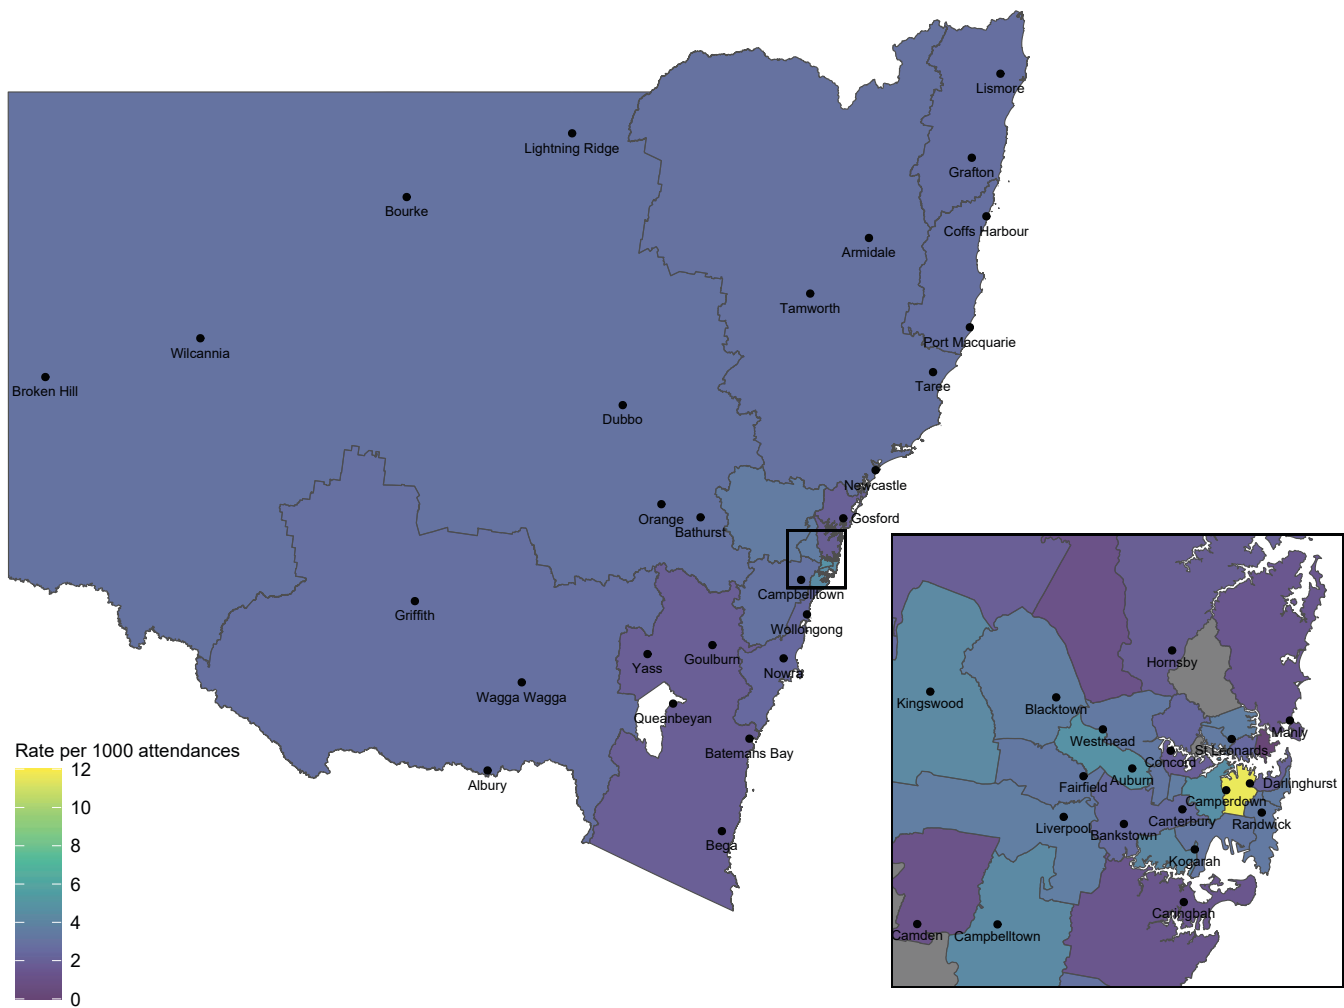 Lismore
Lightning Ridge
Grafton
Bourke
Coffs Harbour
Armidale
Tamworth
Port Macquarie
Wilcannia
Taree
Broken Hill
Dubbo
Newcastle
Orange
Gosford
Bathurst
Campbelltown
Griffith
Wollongong
Yass
Goulburn
Nowra
Wagga Wagga
Queanbeyan
Batemans Bay
Albury
Bega
Hornsby
Kingswood
Blacktown
Manly
Westmead
St Leonards
Concord
Auburn
Darlinghurst
Fairfield
Camperdown
Canterbury
Randwick
Liverpool
Bankstown
Kogarah
Caringbah
Camden
Campbelltown
Rate per 1000 attendances
12
10
8
6
4
2
0